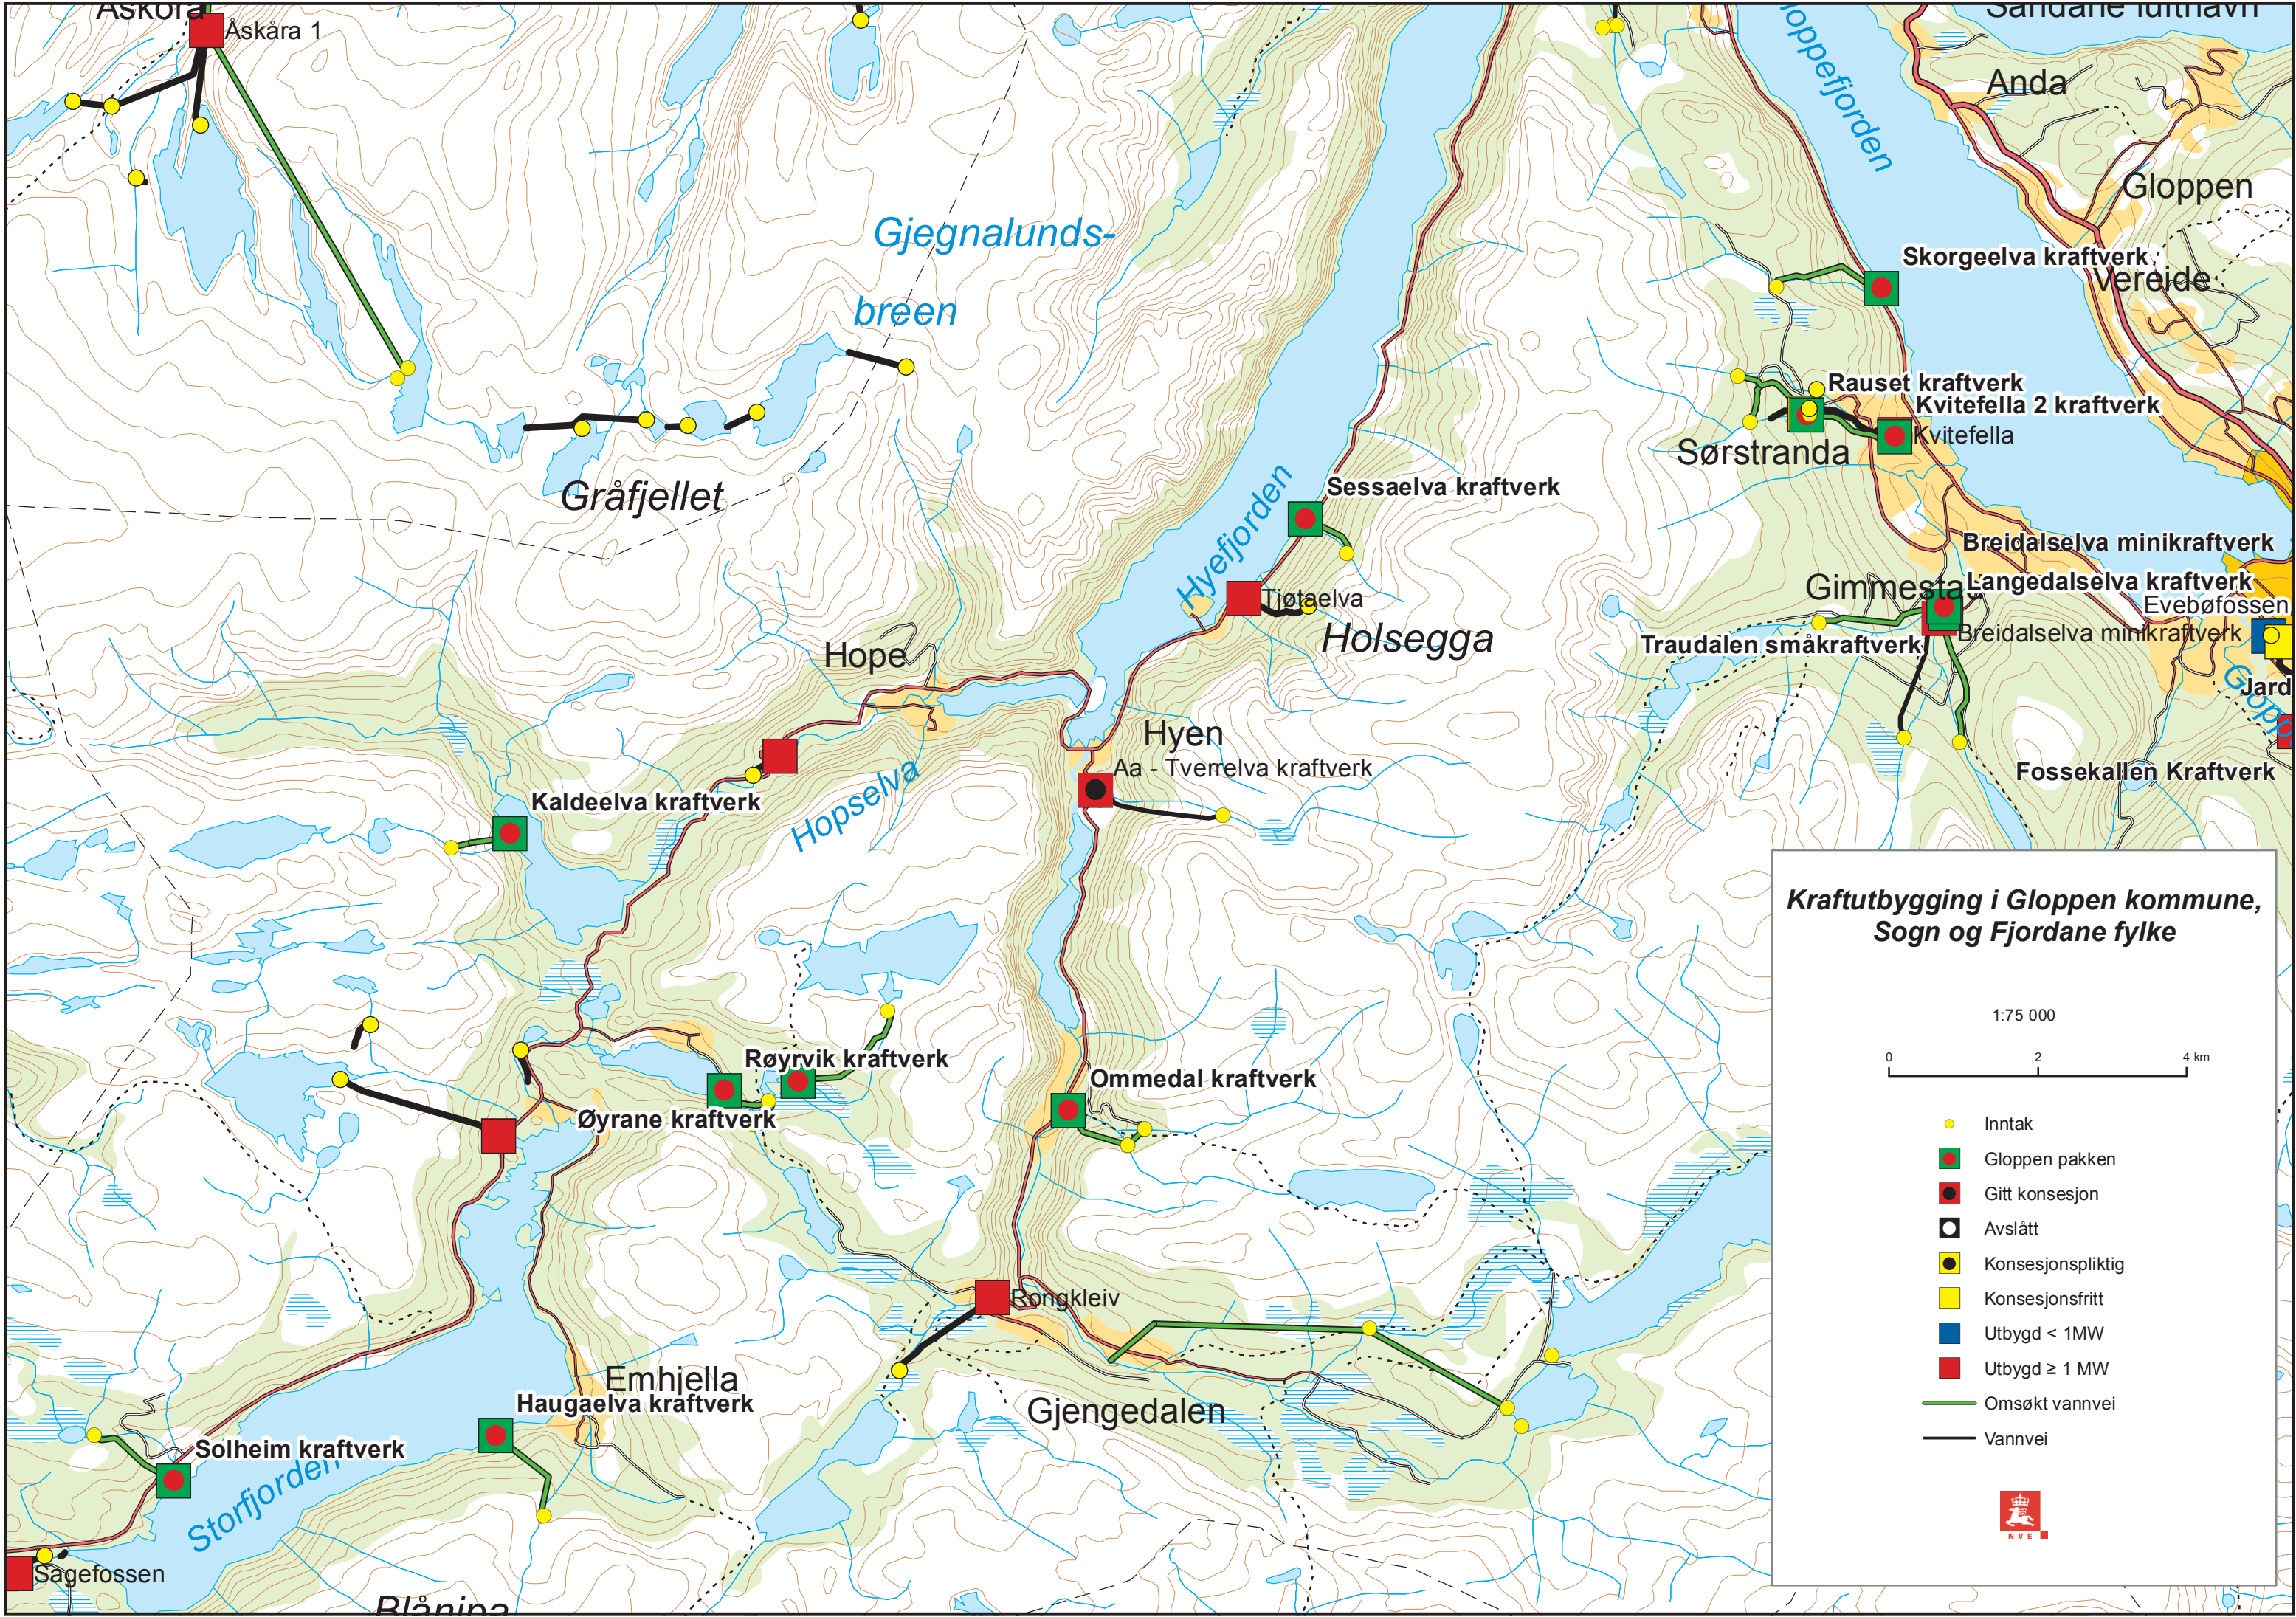 Åskåra
Åskåra 1
Sandane lufthavn
Anda
Gloppefjorden
Gloppen
Skorgeelva kraftverk
Vereide
Gjegnalunds-
breen
Rauset kraftverk
Kvitefella 2 kraftverk
Kvitefella
Sørstranda
Gråfjellet
Sessaelva kraftverk
Hyefjorden
Breidalselva minikraftverk
Langedalselva kraftverk
Evebøfossen
Breidalselva minikraftverk
Traudalen småkraftverk
Tjøtaelva
Holsegga
Hope
Jard
Hyen
Aa - Tverrelva kraftverk
Fossekallen Kraftverk
Kaldeelva kraftverk
Hopselva
Røyrvik kraftverk
Ommedal kraftverk
Øyrane kraftverk
Rongkleiv
Emhjella
Haugaelva kraftverk
Gjengedalen
Solheim kraftverk
Storfjorden
Sagefossen
Blånipa
Kraftutbygging i Gloppen kommune,
Sogn og Fjordane fylke
1:75 000
0 2 4 km
Inntak
Gloppen pakken
Gitt konsesjon
Avslått
Konsesjonspliktig
Konsesjonsfritt
Utbygd < 1MW
Utbygd ≥ 1 MW
Omsøkt vannvei
Vannvei
NVE